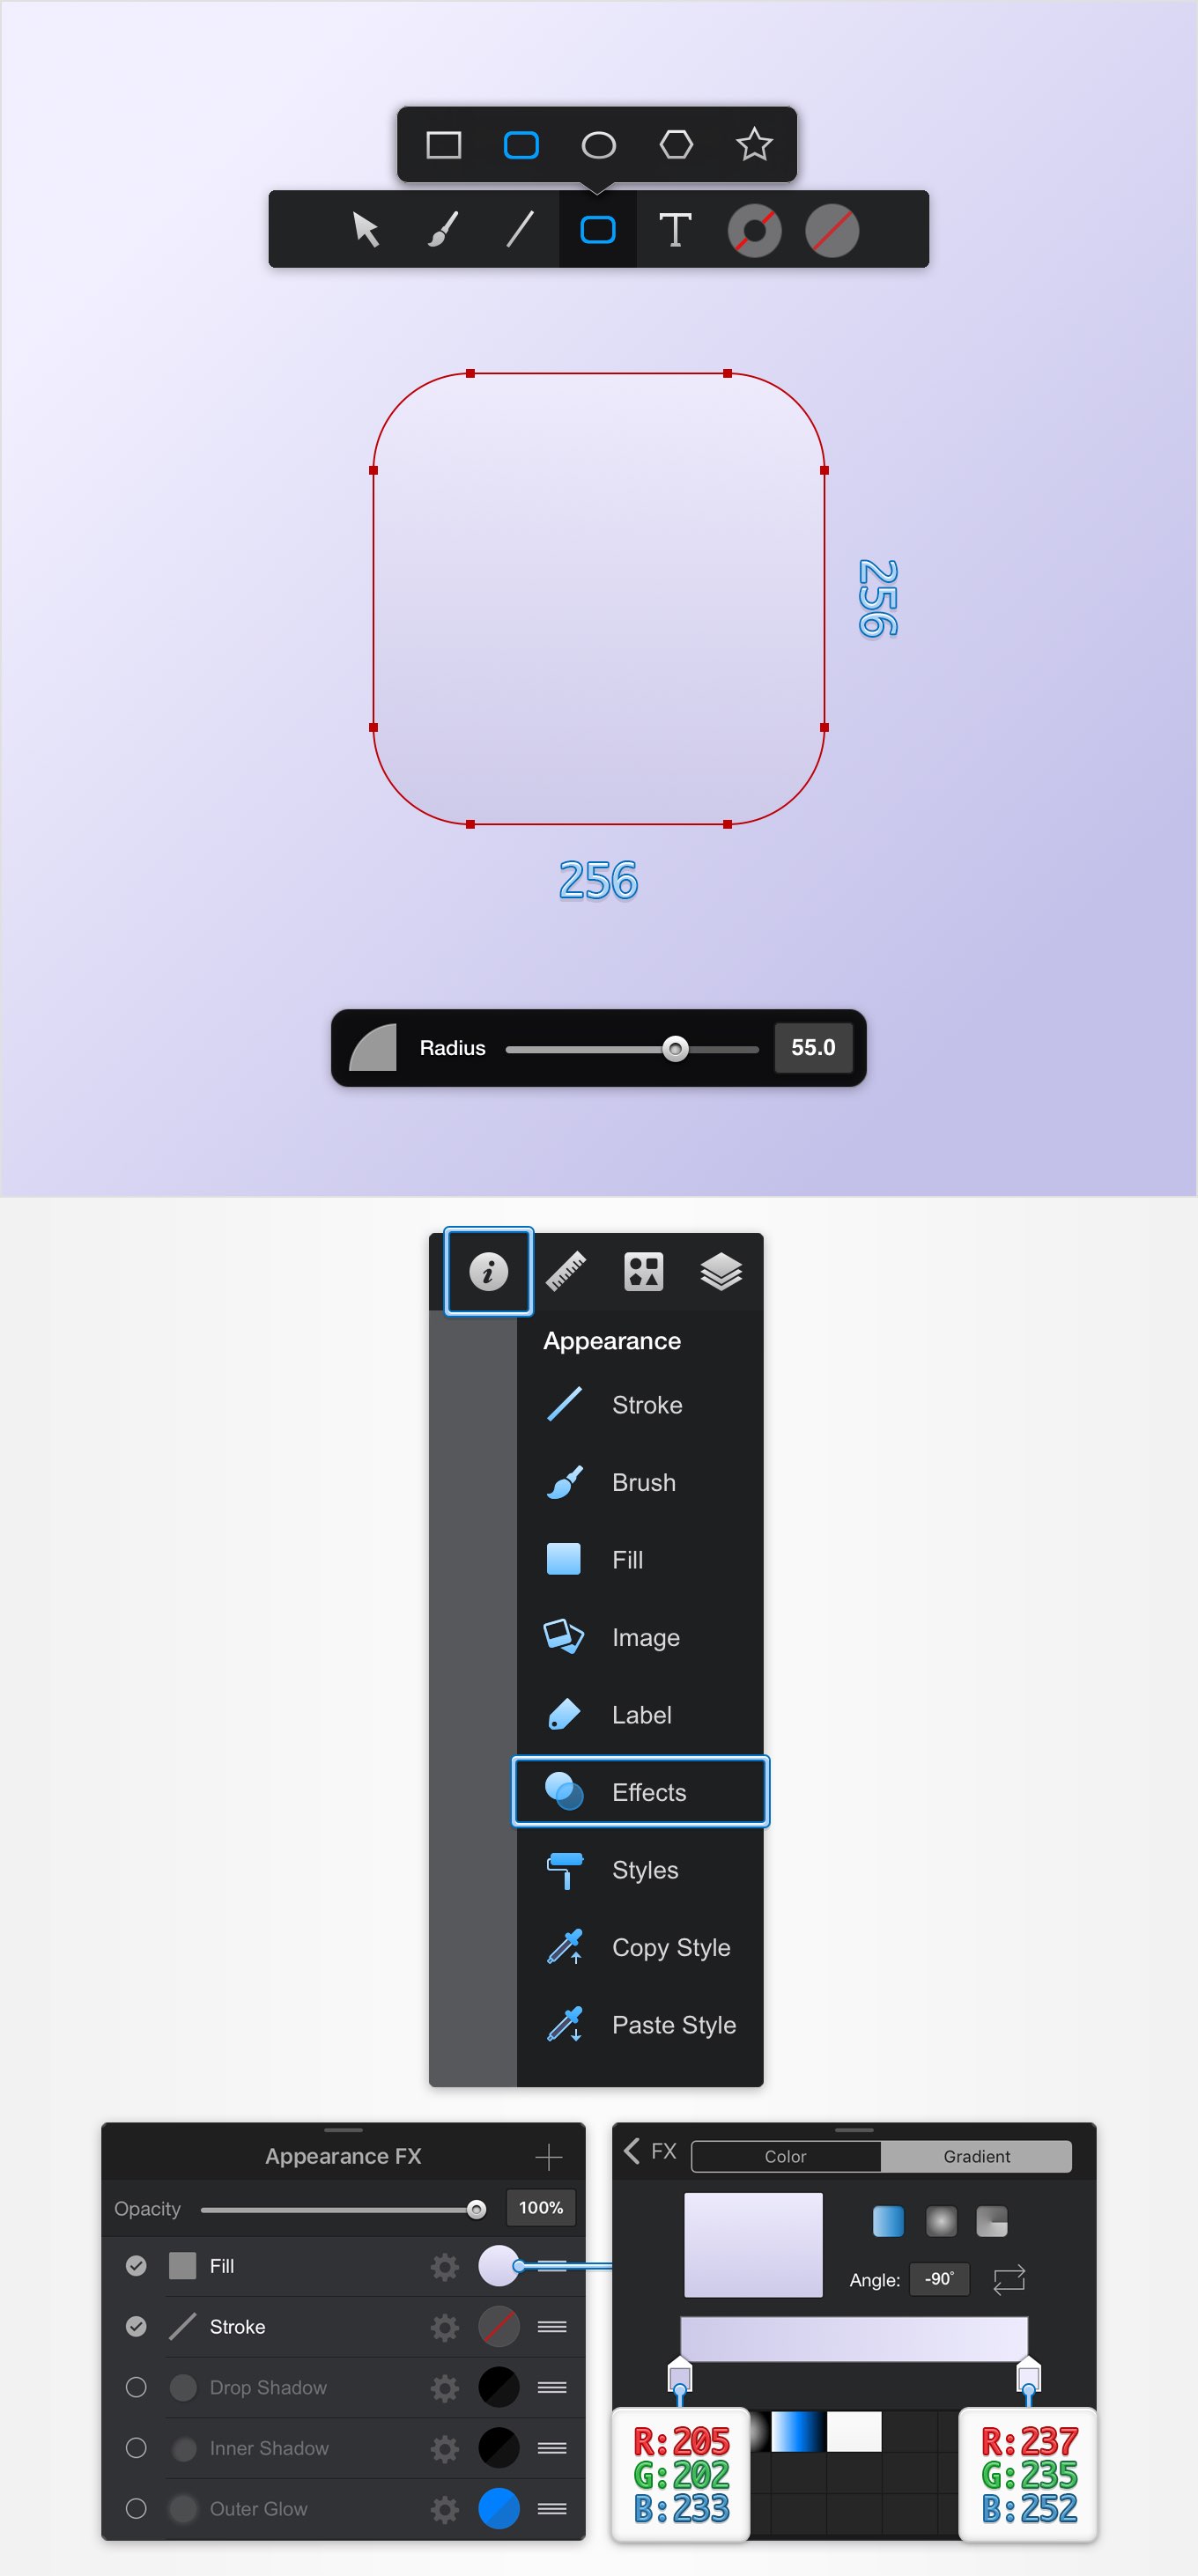 T
256
256
Radius 55.0
i
Appearance
Stroke
Brush
Fill
Image
Label
Effects
Styles
Copy Style
Paste Style
Appearance FX
Opacity 100%
Fill
Stroke
Drop Shadow
Inner Shadow
Outer Glow
FX Color Gradient
Angle: -90°
R:205
G:202
B:233
R:237
G:235
B:252